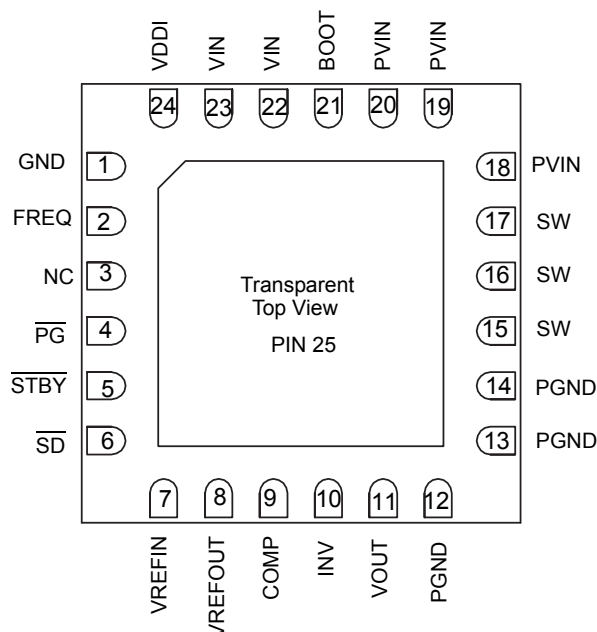 VDDI
VIN
VIN
BOOT
PVIN
PVIN
24
23
22
21
20
19
GND 1
FREQ 2
NC 3
PG 4
STBY 5
SD 6
18 PVIN
17 SW
16 SW
15 SW
14 PGND
13 PGND
Transparent
Top View
PIN 25
7
8
9
10
11
12
VREFIN
VREFOUT
COMP
INV
VOUT
PGND